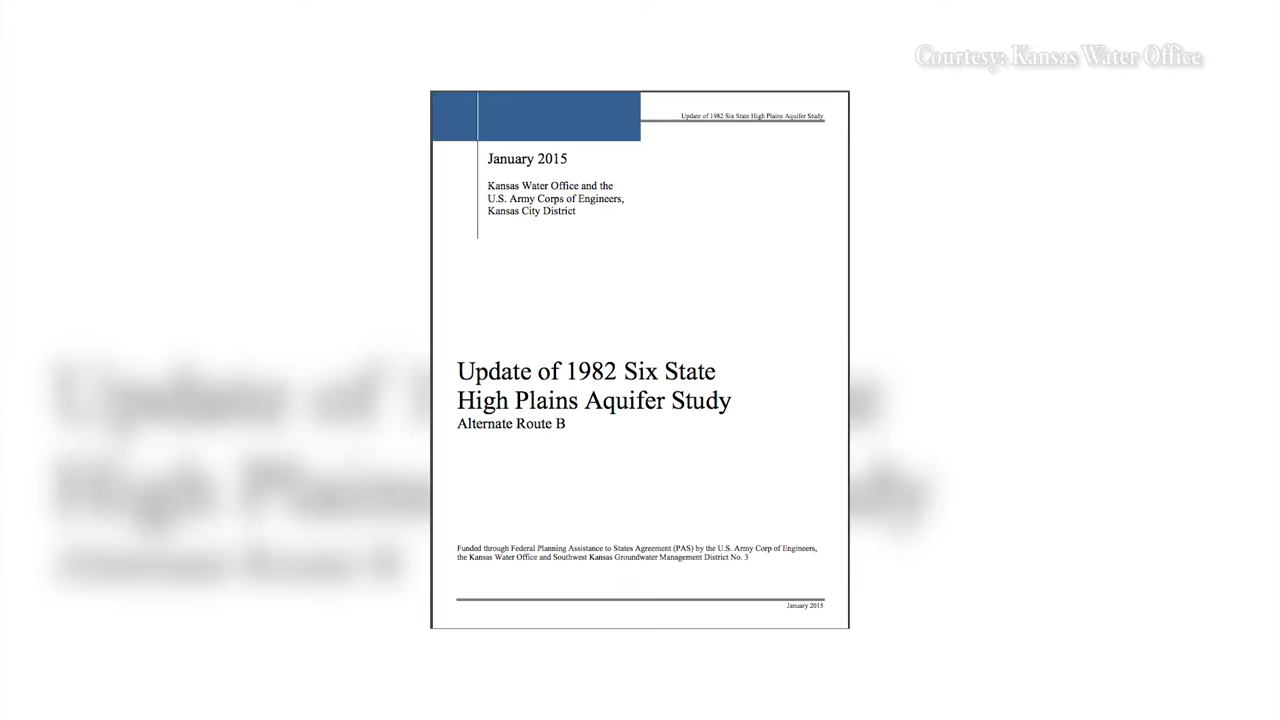 Courtesy: Kansas Water Office
Update of 1982 Six State High Plains Aquifer Study
January 2015
Kansas Water Office and the
U.S. Army Corps of Engineers,
Kansas City District
Update of 1982 Six State
High Plains Aquifer Study
Alternate Route B
Funded through Federal Planning Assistance to States Agreement (PAS) by the U.S. Army Corp of Engineers,
the Kansas Water Office and Southwest Kansas Groundwater Management District No. 3
January 2015